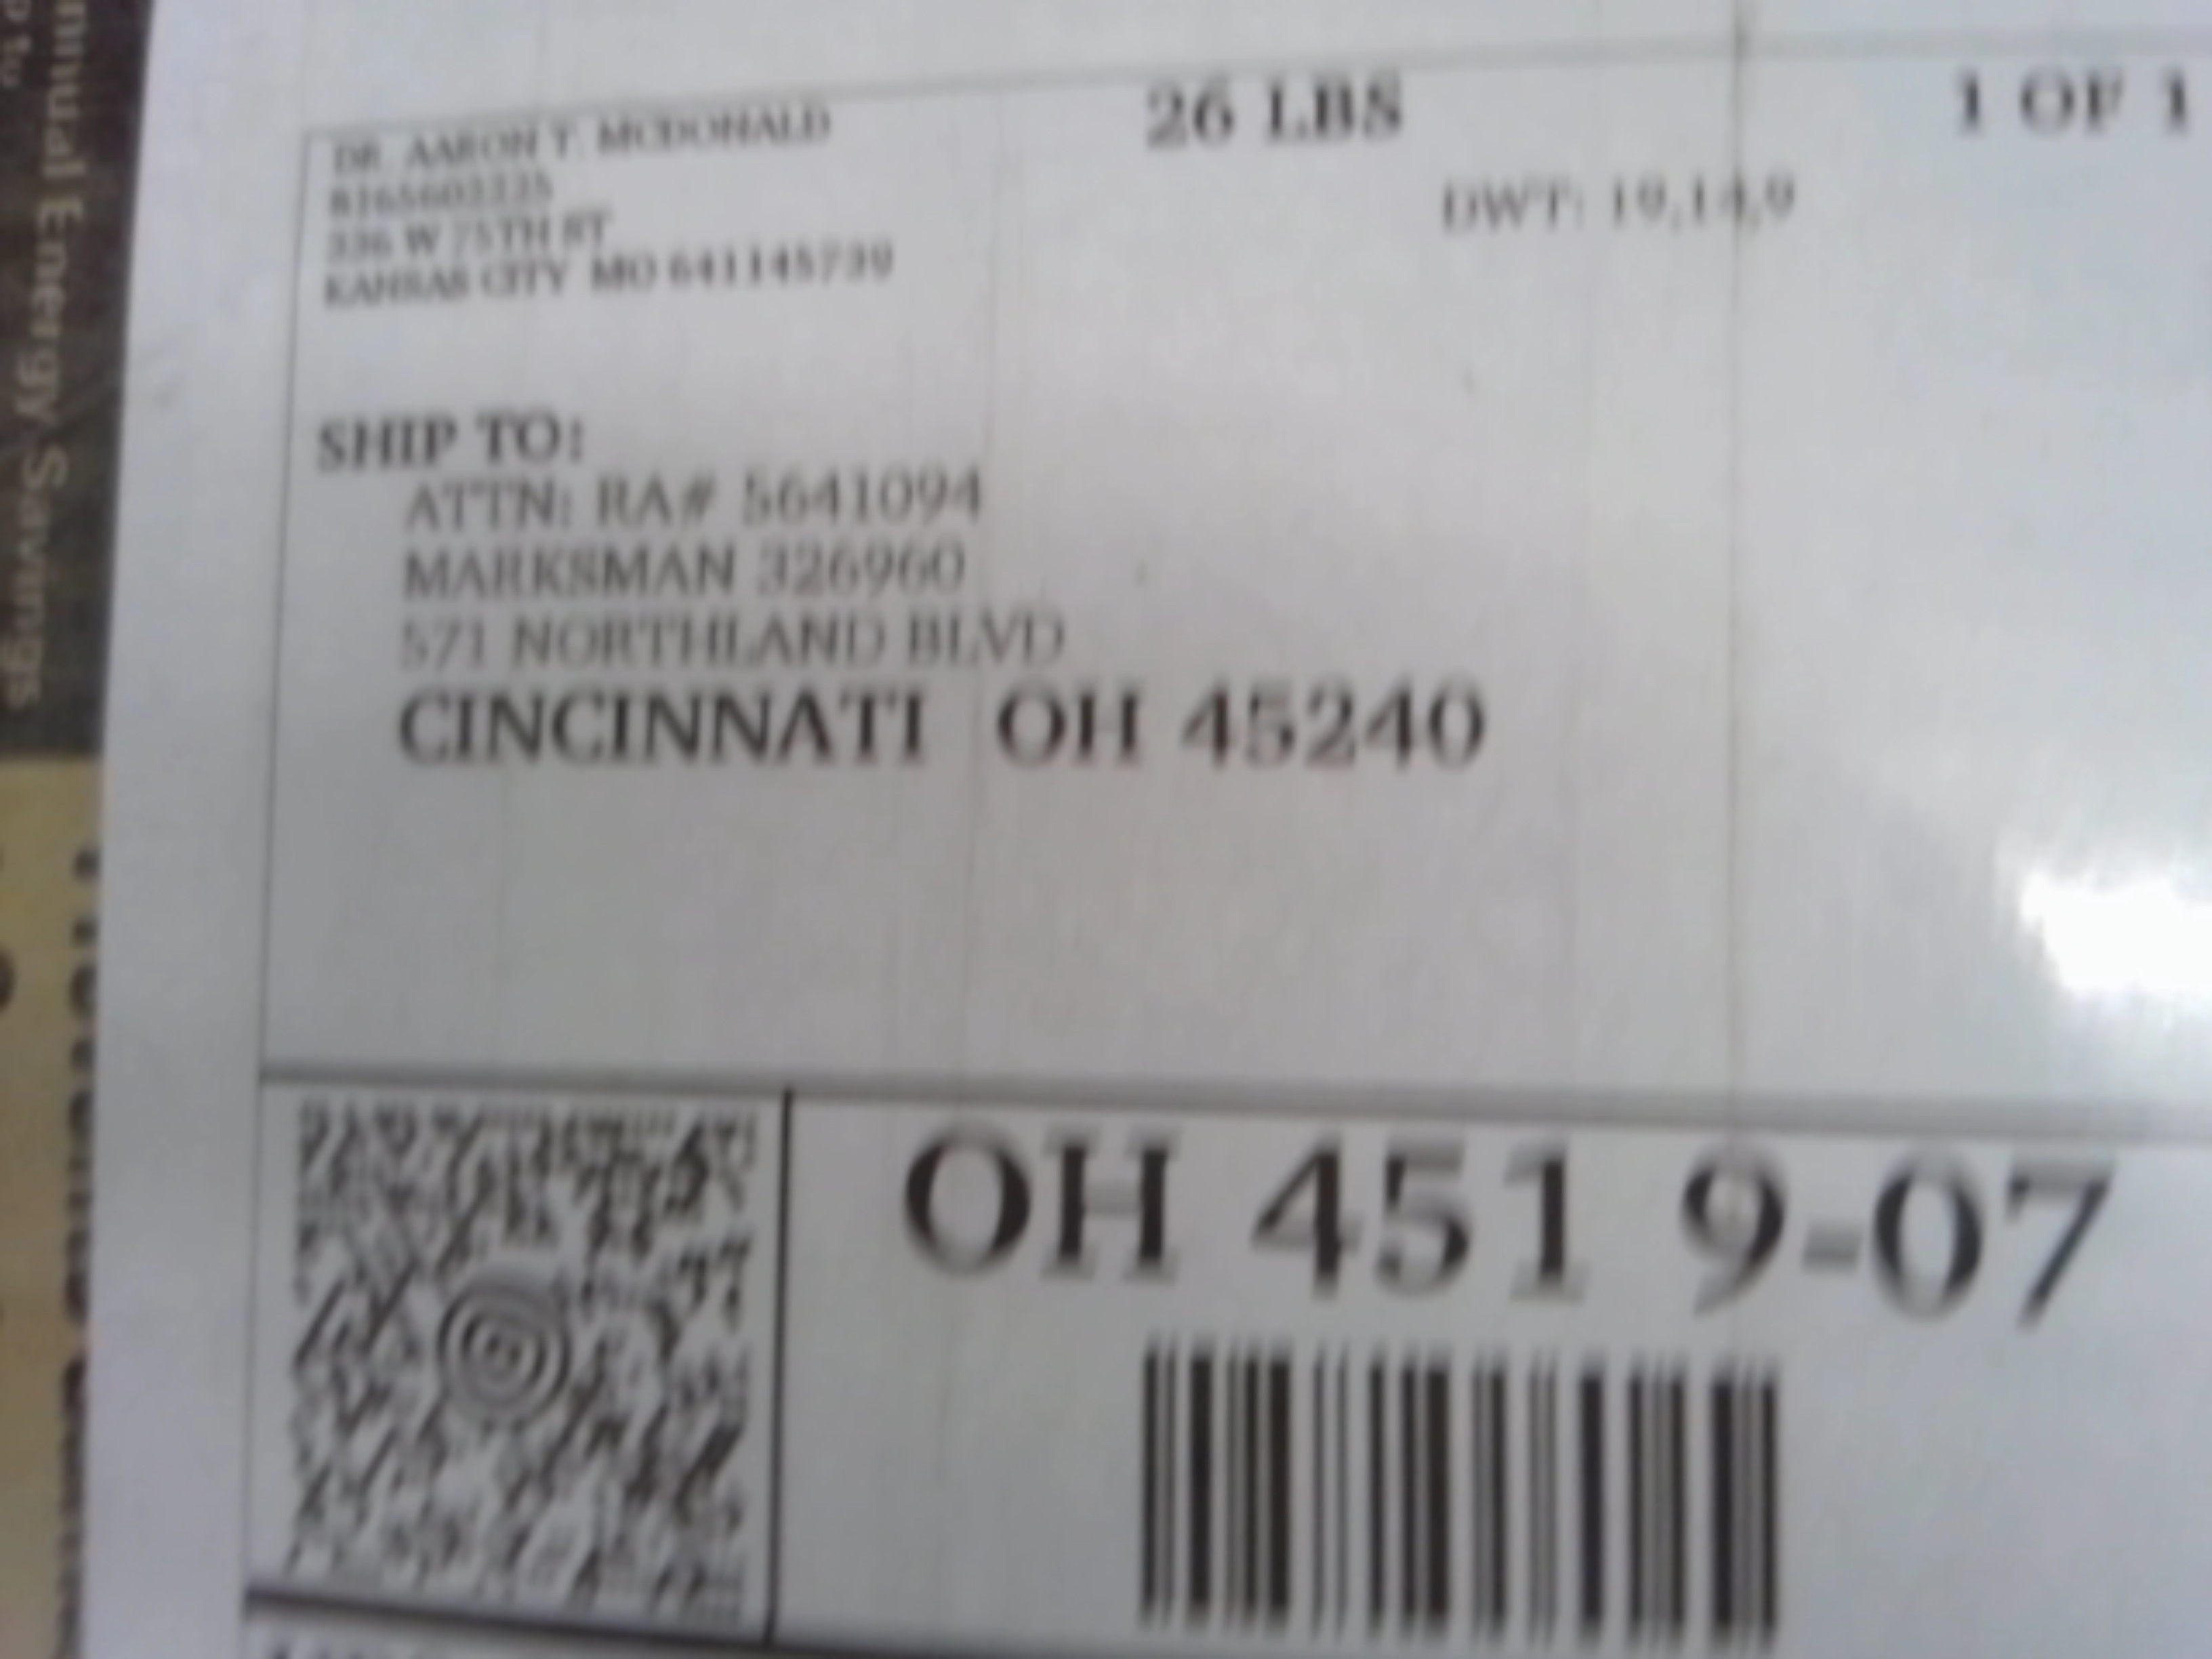 DR. AARON T. MCDONALD
8165603225
336 W 75TH ST
KANSAS CITY MO 641145739
26 LBS
1 OF 1
DWT: 19,14,9
SHIP TO:
ATTN: RA# 5641094
MARKSMAN 326960
571 NORTHLAND BLVD
CINCINNATI OH 45240
OH 451 9-07
Energy Savings